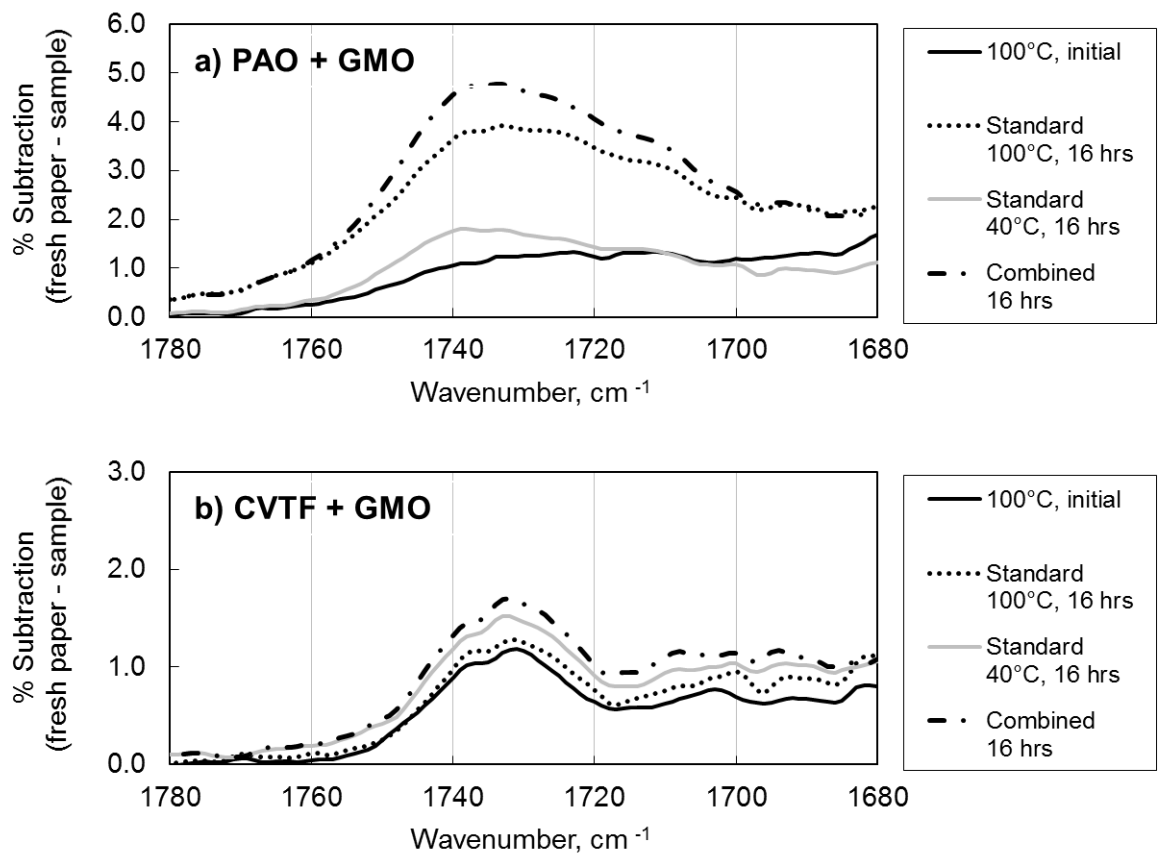 6.0
a) PAO + GMO
5.0
4.0
3.0
2.0
1.0
0.0
% Subtraction
(fresh paper - sample)
1780 1760 1740 1720 1700 1680
Wavenumber, cm -1
100°C, initial
Standard
100°C, 16 hrs
Standard
40°C, 16 hrs
Combined
16 hrs
3.0
b) CVTF + GMO
2.0
1.0
0.0
% Subtraction
(fresh paper - sample)
1780 1760 1740 1720 1700 1680
Wavenumber, cm -1
100°C, initial
Standard
100°C, 16 hrs
Standard
40°C, 16 hrs
Combined
16 hrs